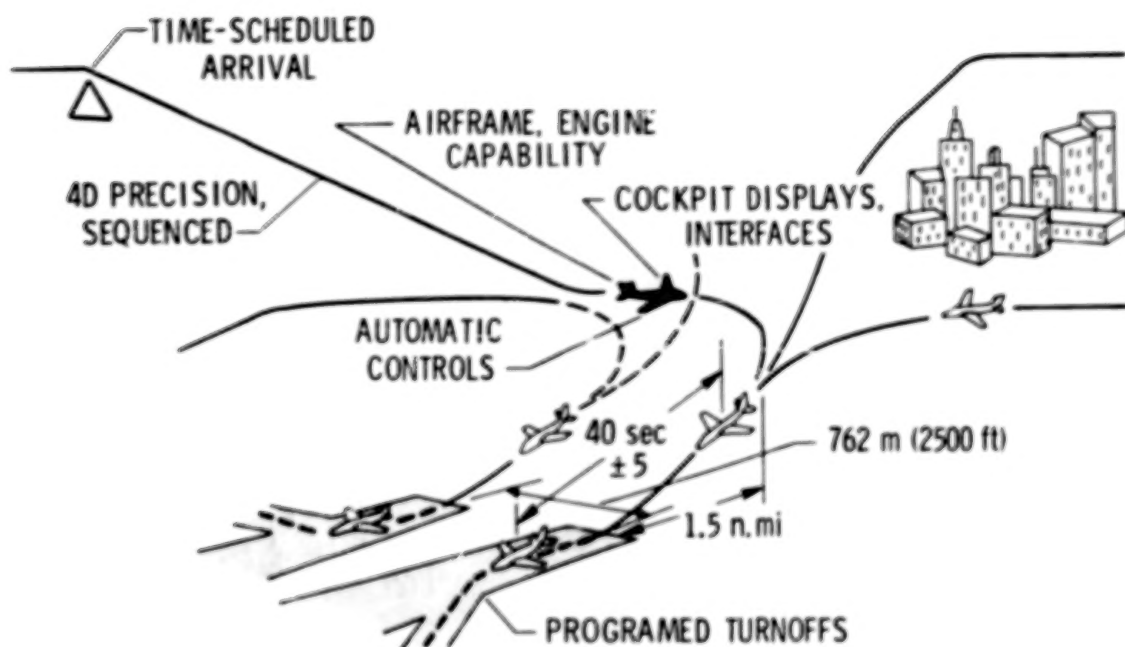 TIME-SCHEDULED
ARRIVAL
AIRFRAME, ENGINE
CAPABILITY
4D PRECISION,
SEQUENCED
COCKPIT DISPLAYS,
INTERFACES
AUTOMATIC
CONTROLS
40 sec
±5
762 m (2500 ft)
1.5 n.mi
PROGRAMED TURNOFFS